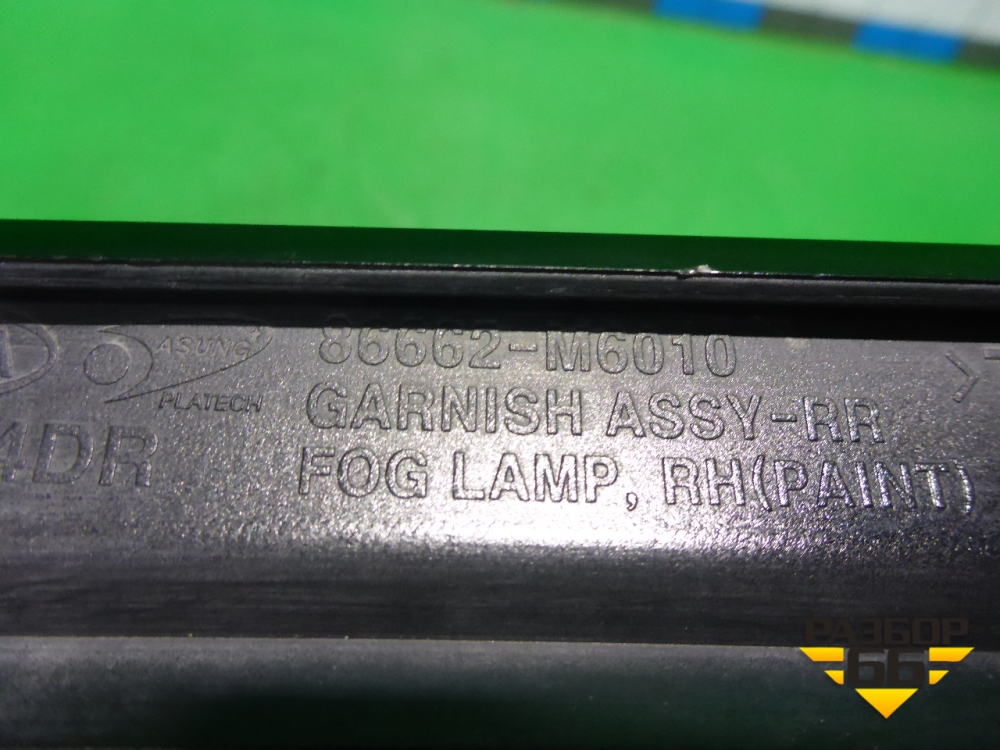 86662-M6010
ASUNG
PLATECH
GARNISH ASSY-RR
4DR
FOG LAMP, RH(PAINT)
РАЗБОР
66